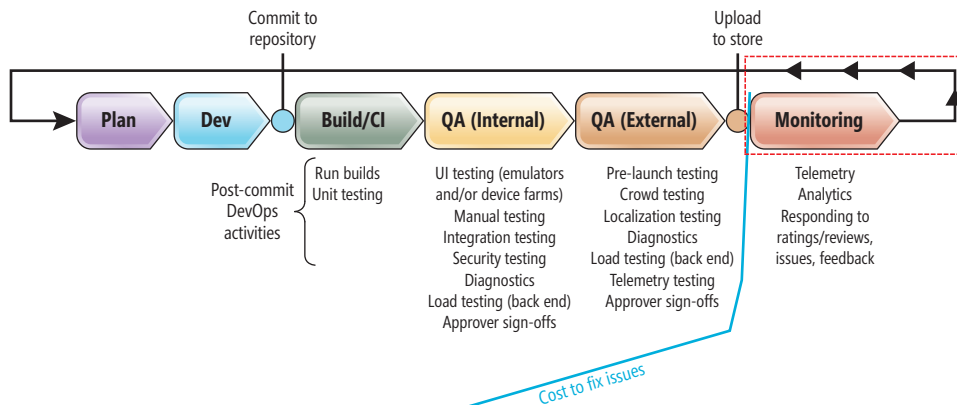 Commit to
repository
Upload
to store
Plan
Dev
Build/CI
QA (Internal)
QA (External)
Monitoring
Post-commit
DevOps
activities
Run builds
Unit testing
UI testing (emulators
and/or device farms)
Manual testing
Integration testing
Security testing
Diagnostics
Load testing (back end)
Approver sign-offs
Pre-launch testing
Crowd testing
Localization testing
Diagnostics
Load testing (back end)
Telemetry testing
Approver sign-offs
Telemetry
Analytics
Responding to
ratings/reviews,
issues, feedback
Cost to fix issues